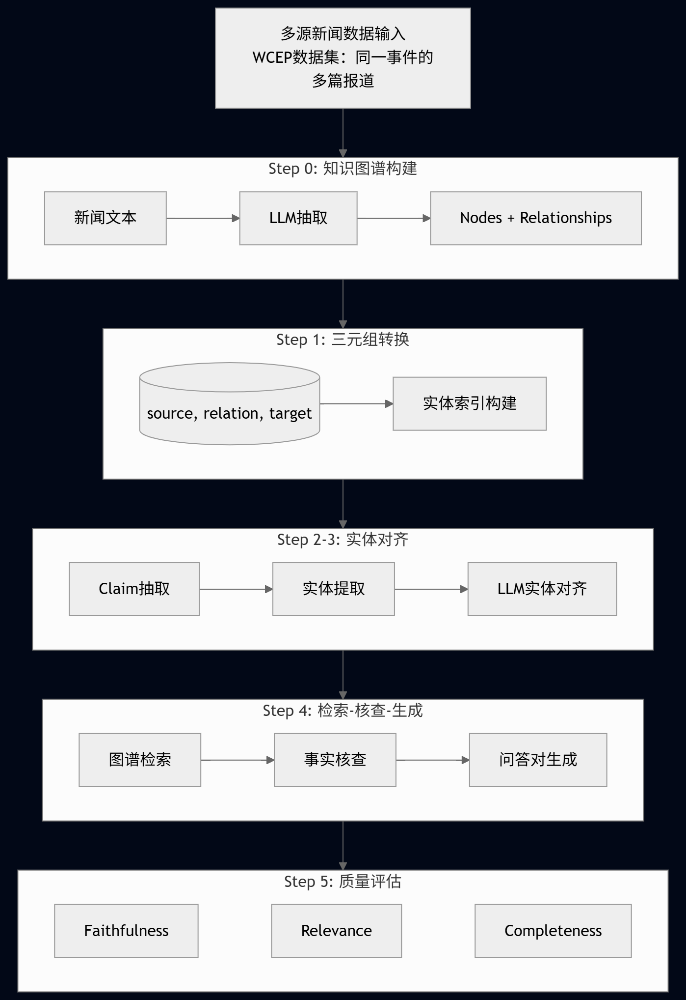 多源新闻数据输入
WCEP数据集：同一事件的
多篇报道
Step 0: 知识图谱构建
新闻文本
LLM抽取
Nodes + Relationships
Step 1: 三元组转换
source, relation, target
实体索引构建
Step 2-3: 实体对齐
Claim抽取
实体提取
LLM实体对齐
Step 4: 检索-核查-生成
图谱检索
事实核查
问答对生成
Step 5: 质量评估
Faithfulness
Relevance
Completeness